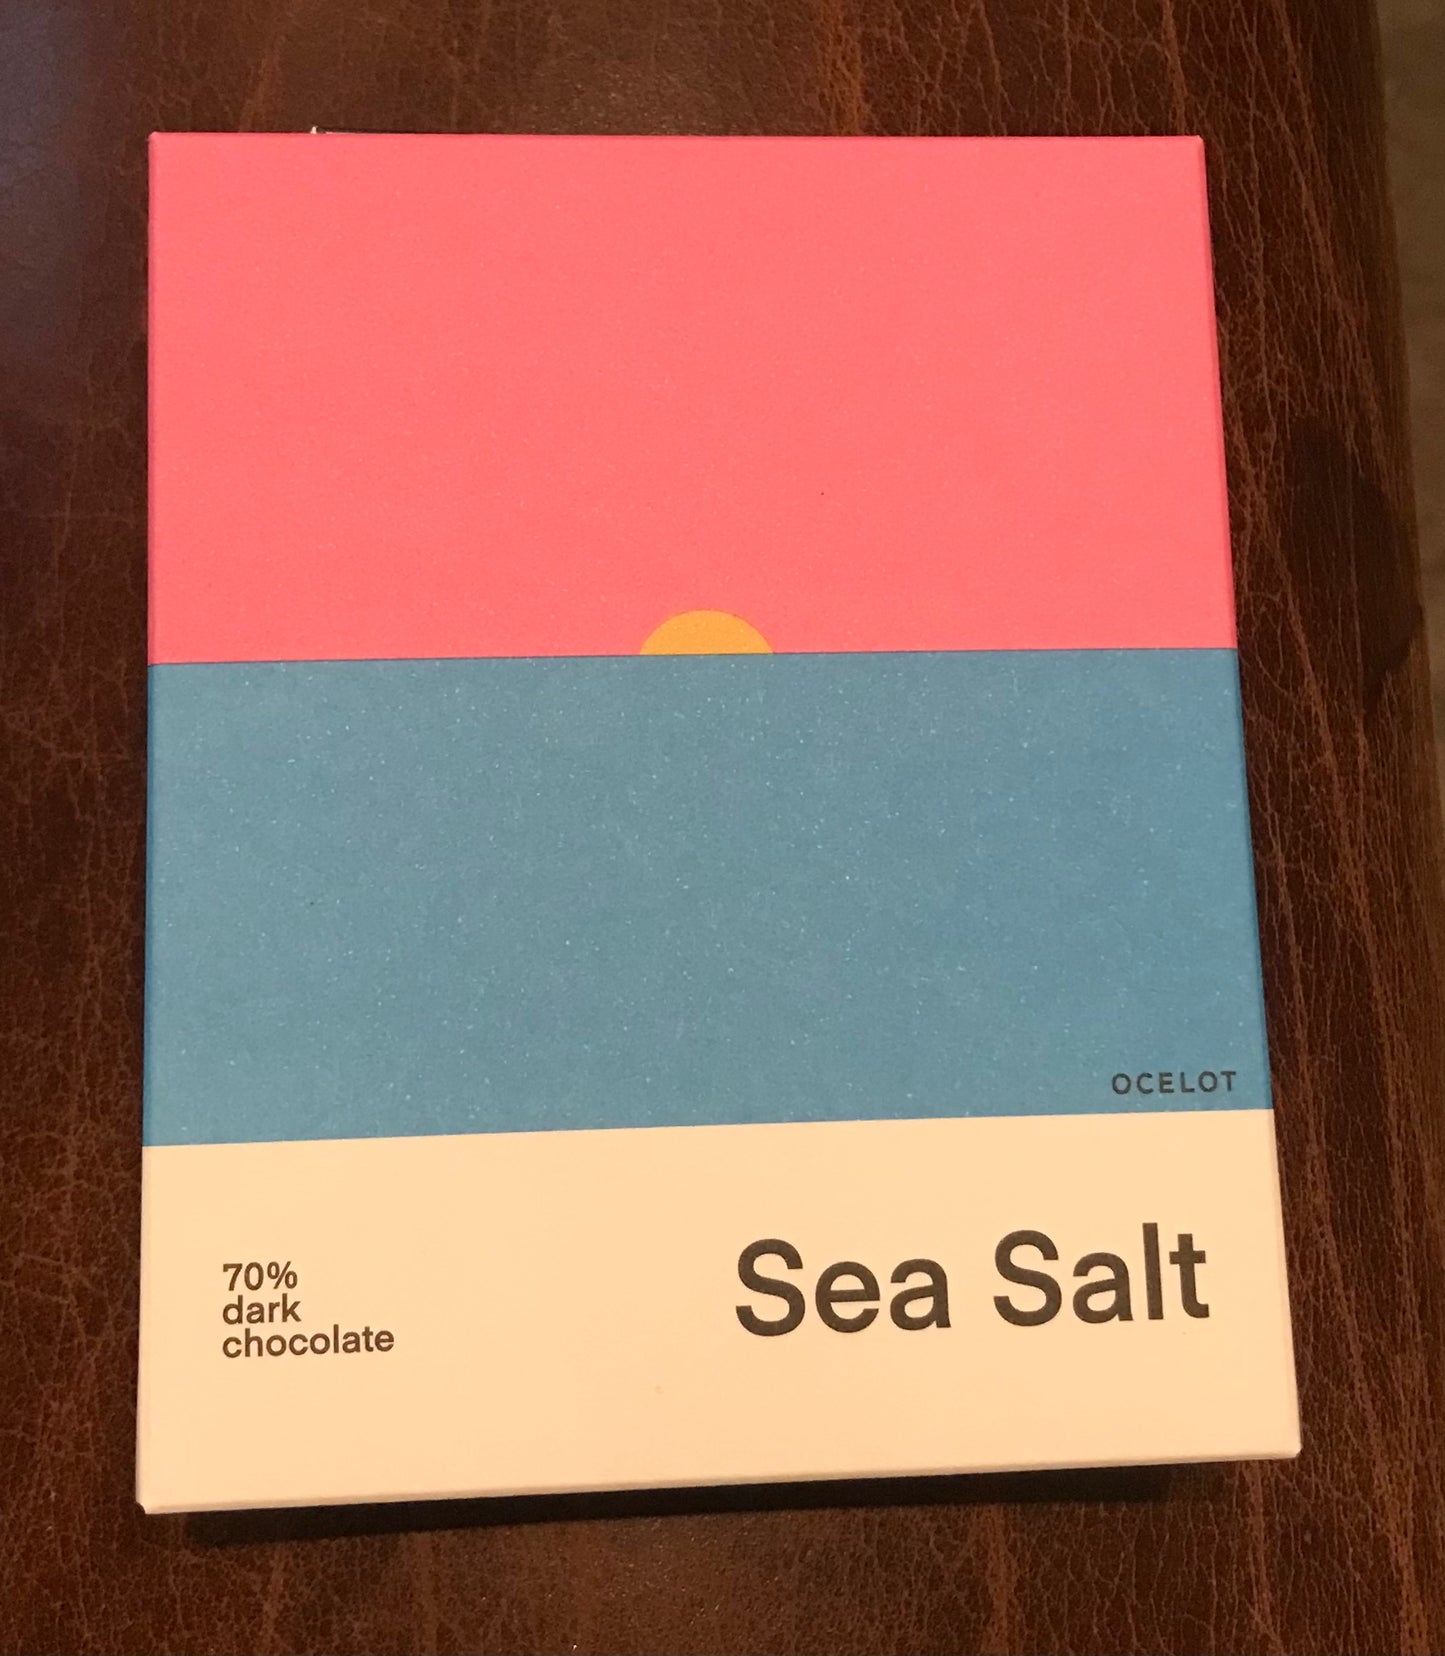 OCELOT
70%
dark
chocolate
Sea Salt